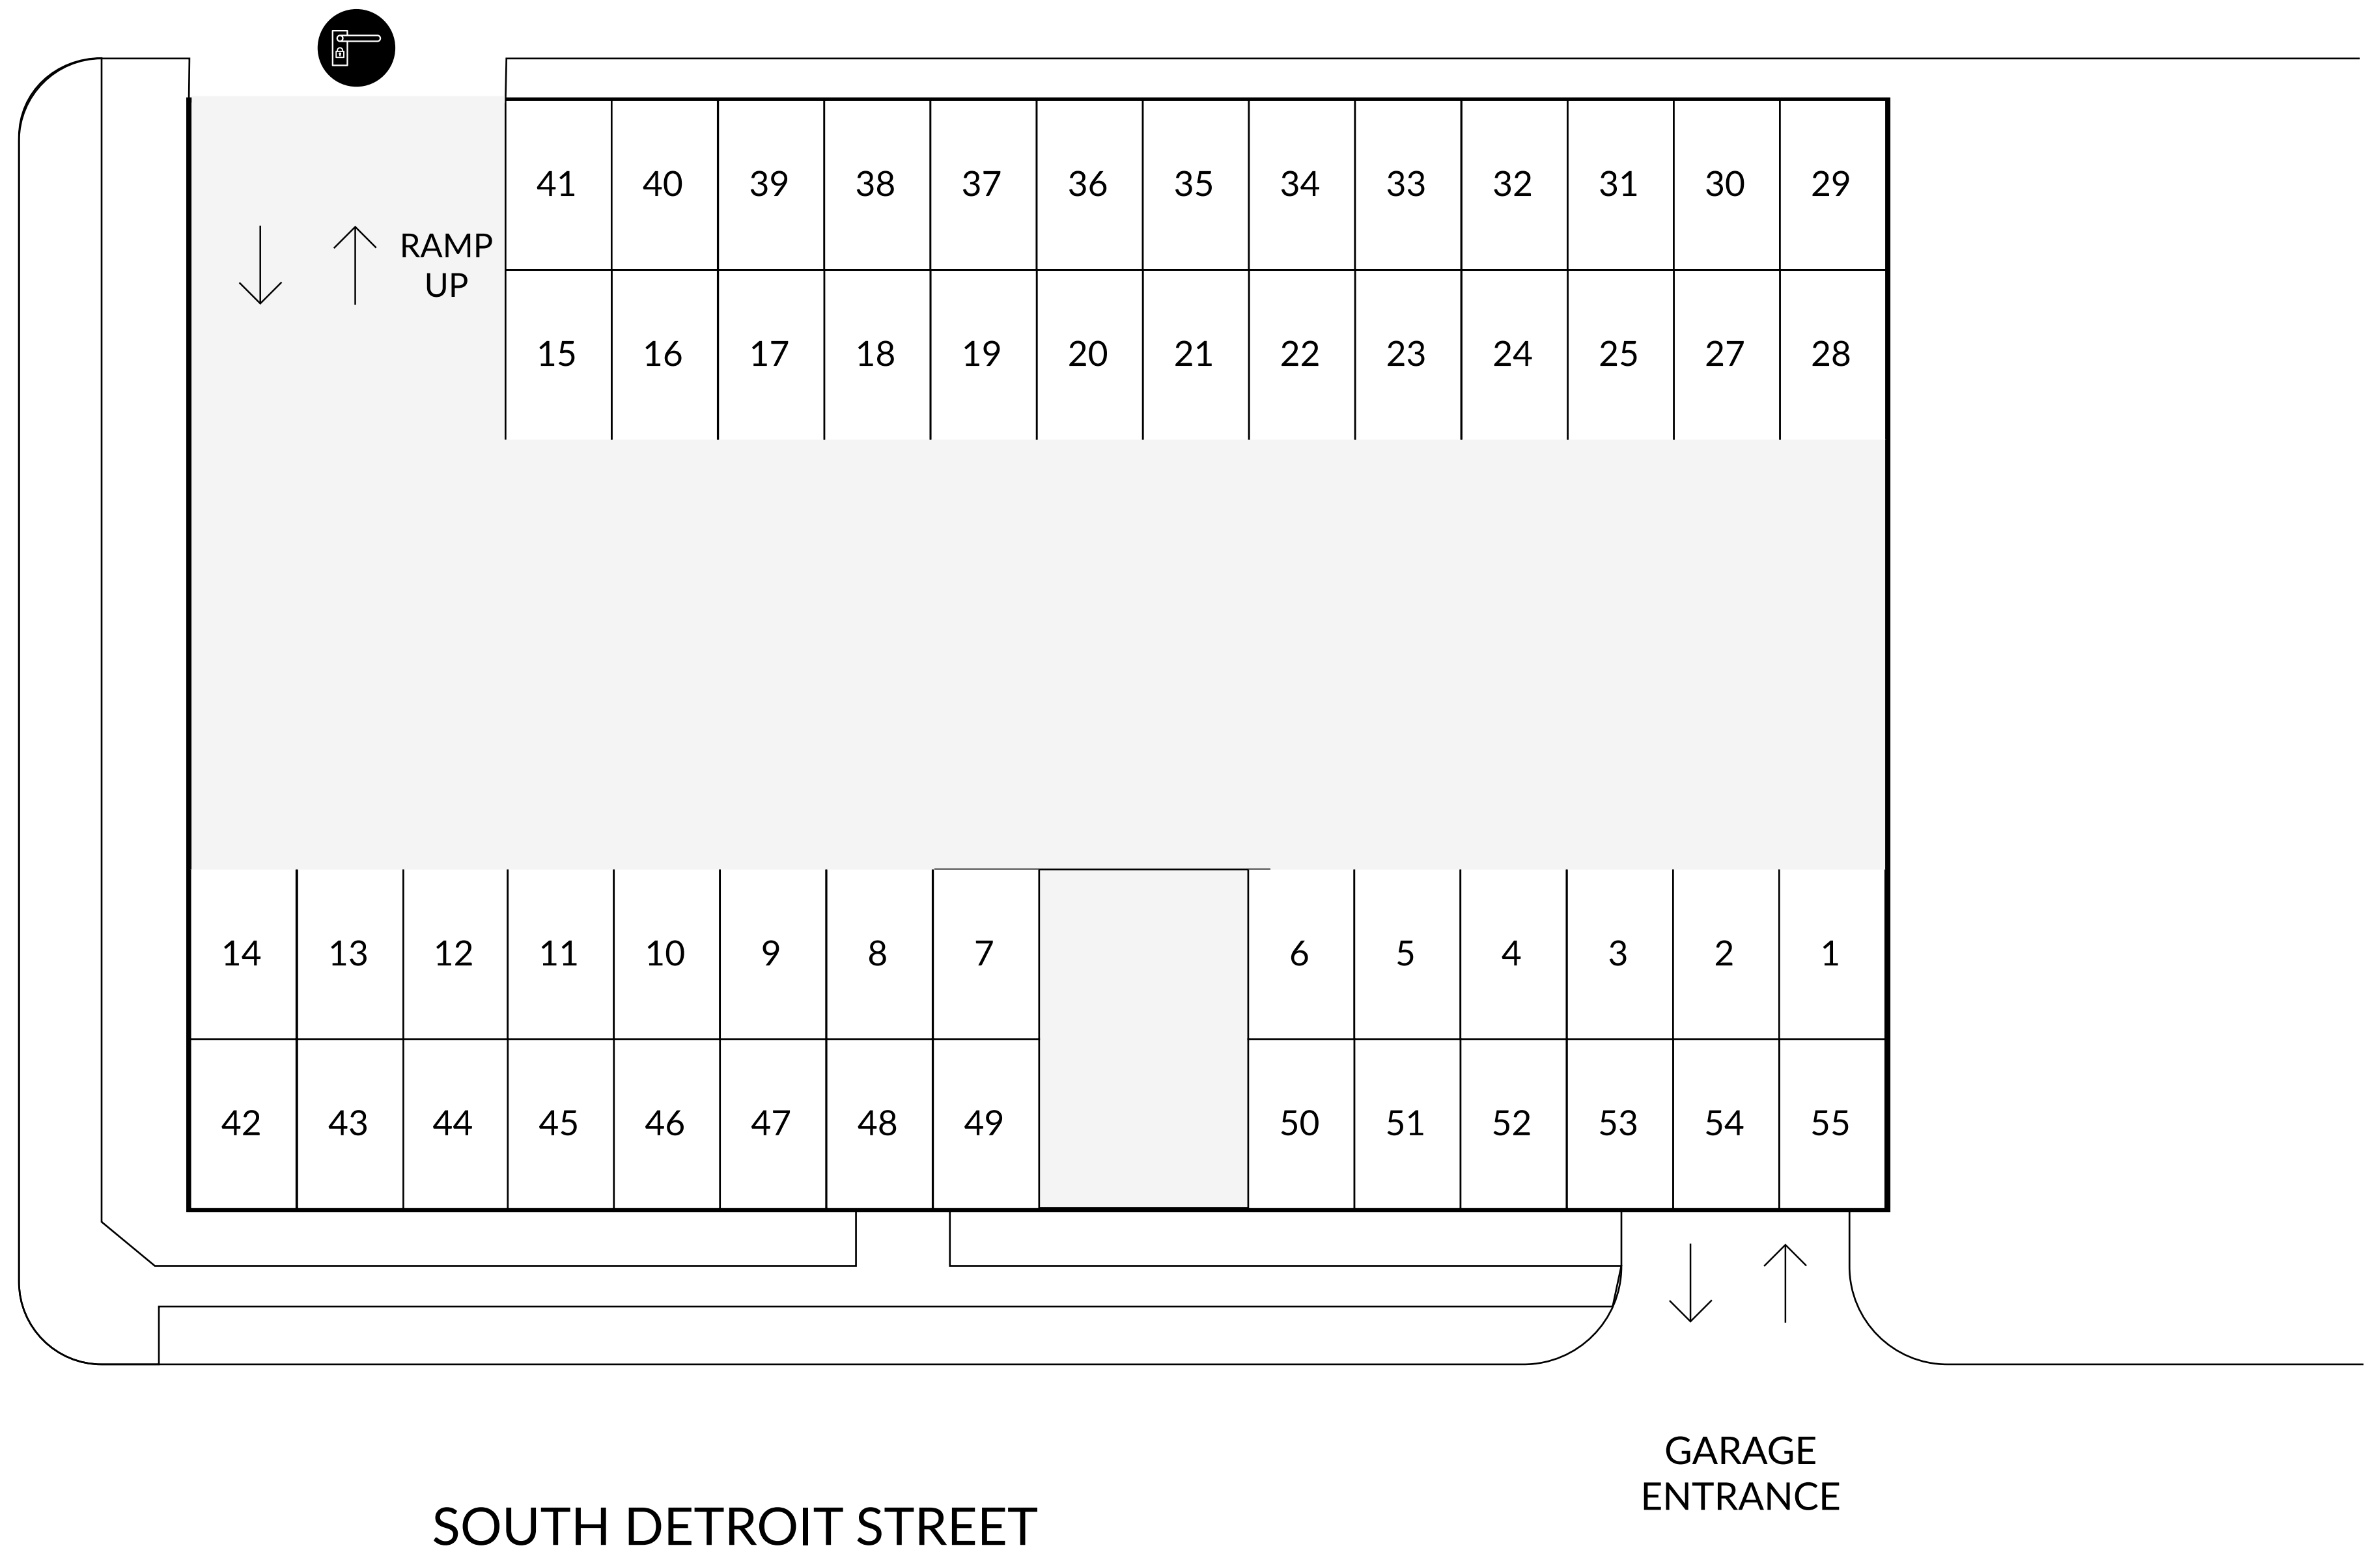 41 40 39 38 37 36 35 34 33 32 31 30 29
RAMP
UP
15 16 17 18 19 20 21 22 23 24 25 27 28
14 13 12 11 10 9 8 7 6 5 4 3 2 1
42 43 44 45 46 47 48 49 50 51 52 53 54 55
GARAGE
ENTRANCE
SOUTH DETROIT STREET